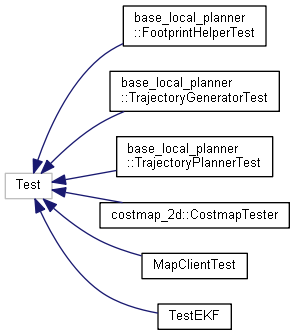 base_local_planner
::FootprintHelperTest
base_local_planner
::TrajectoryGeneratorTest
base_local_planner
::TrajectoryPlannerTest
Test
costmap_2d::CostmapTester
MapClientTest
TestEKF